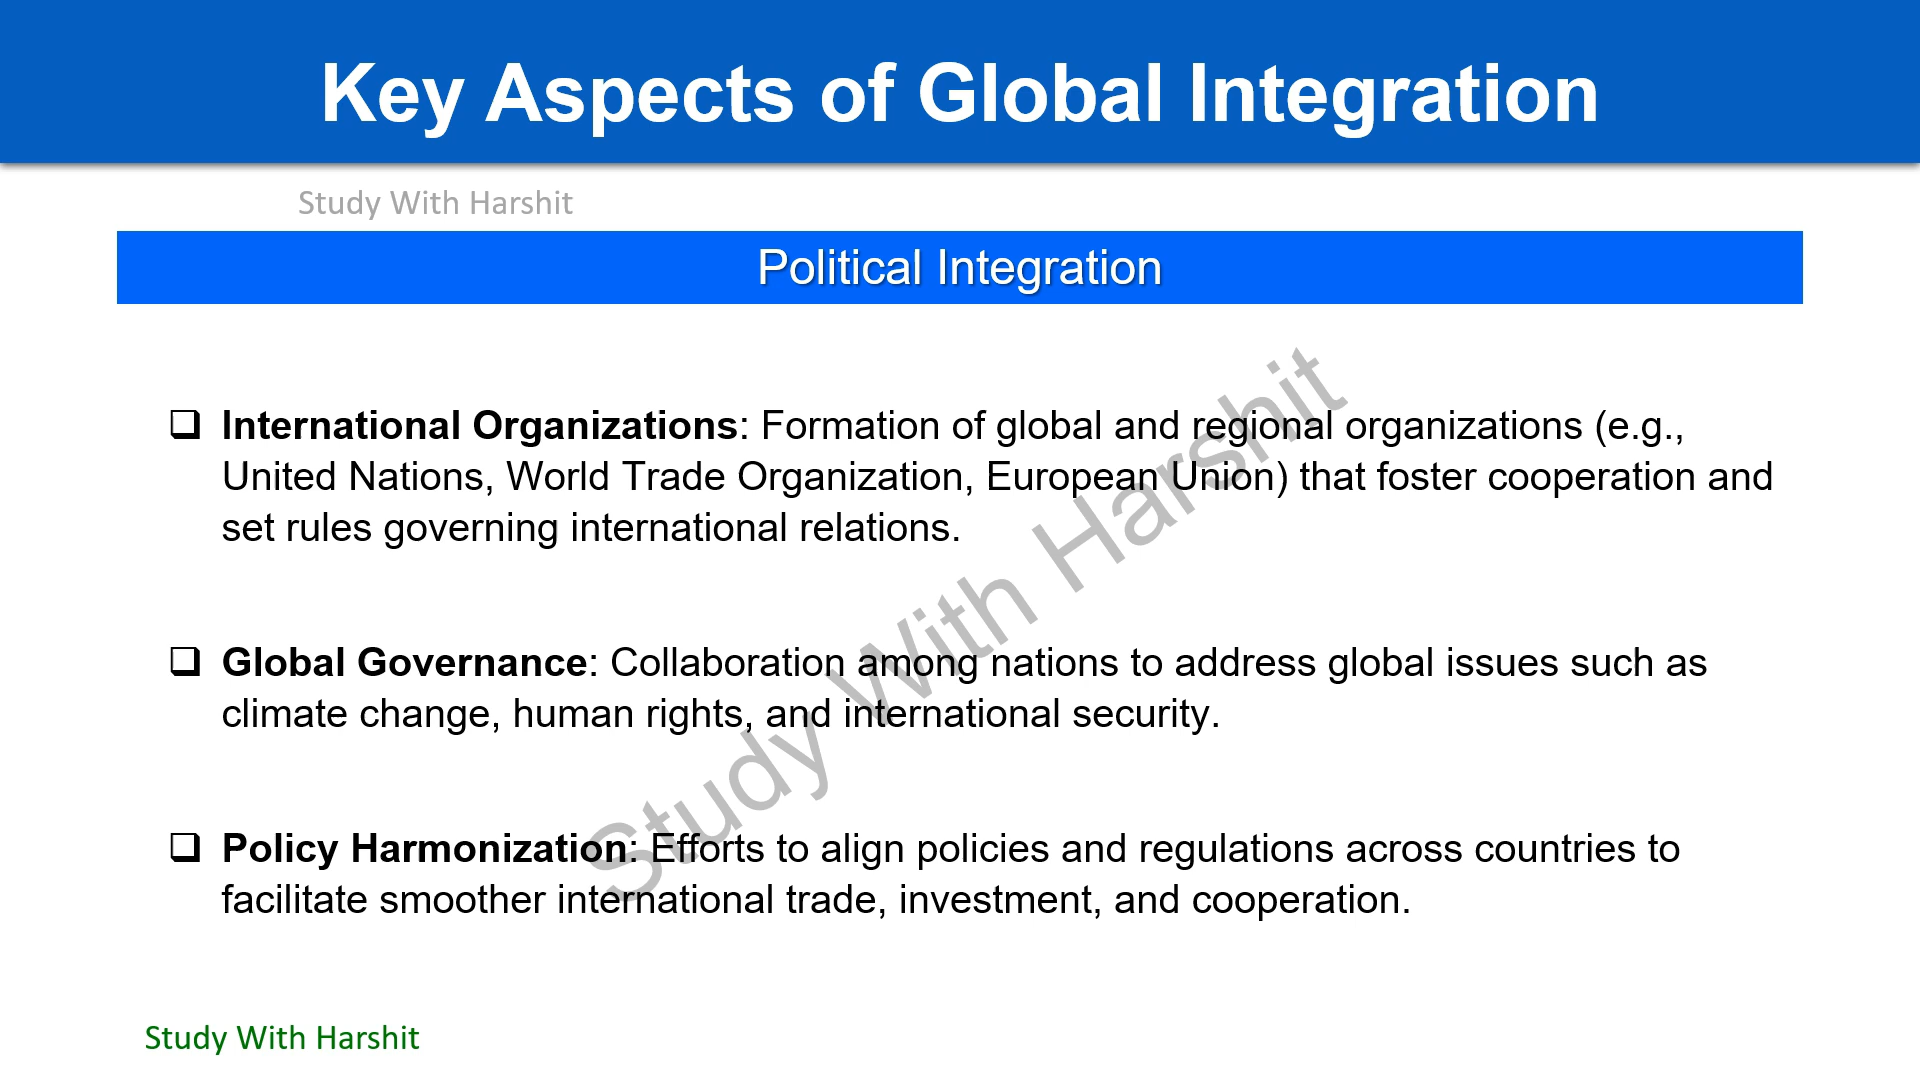 Key Aspects of Global Integration
Study With Harshit
Political Integration
International Organizations: Formation of global and regional organizations (e.g.,
United Nations, World Trade Organization, European Union) that foster cooperation and
set rules governing international relations.
Global Governance: Collaboration among nations to address global issues such as
climate change, human rights, and international security.
Policy Harmonization: Efforts to align policies and regulations across countries to
facilitate smoother international trade, investment, and cooperation.
Study With Harshit
Study With Harshit